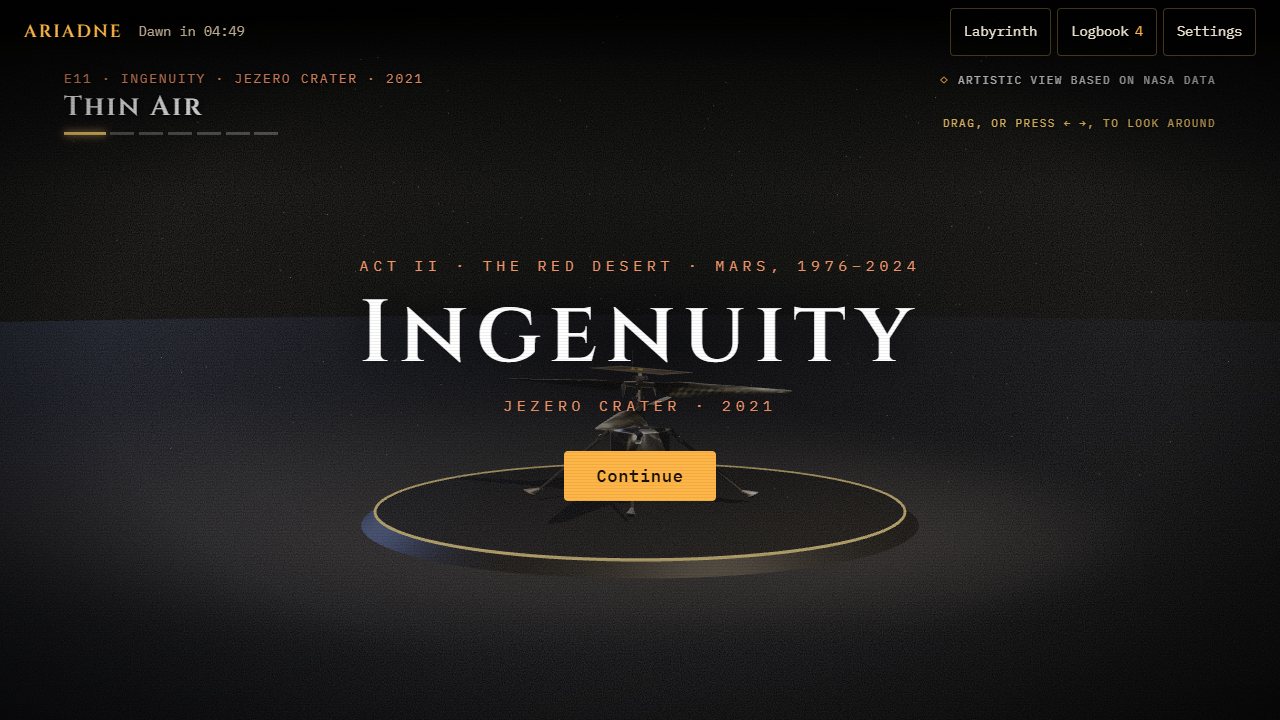 ARIADNE Dawn in 04:49 Labyrinth Logbook 4 Settings
E11 · INGENUITY · JEZERO CRATER · 2021
◇ ARTISTIC VIEW BASED ON NASA DATA
Thin Air
DRAG, OR PRESS ← →, TO LOOK AROUND
ACT II · THE RED DESERT · MARS, 1976–2024
Ingenuity
JEZERO CRATER · 2021
Continue